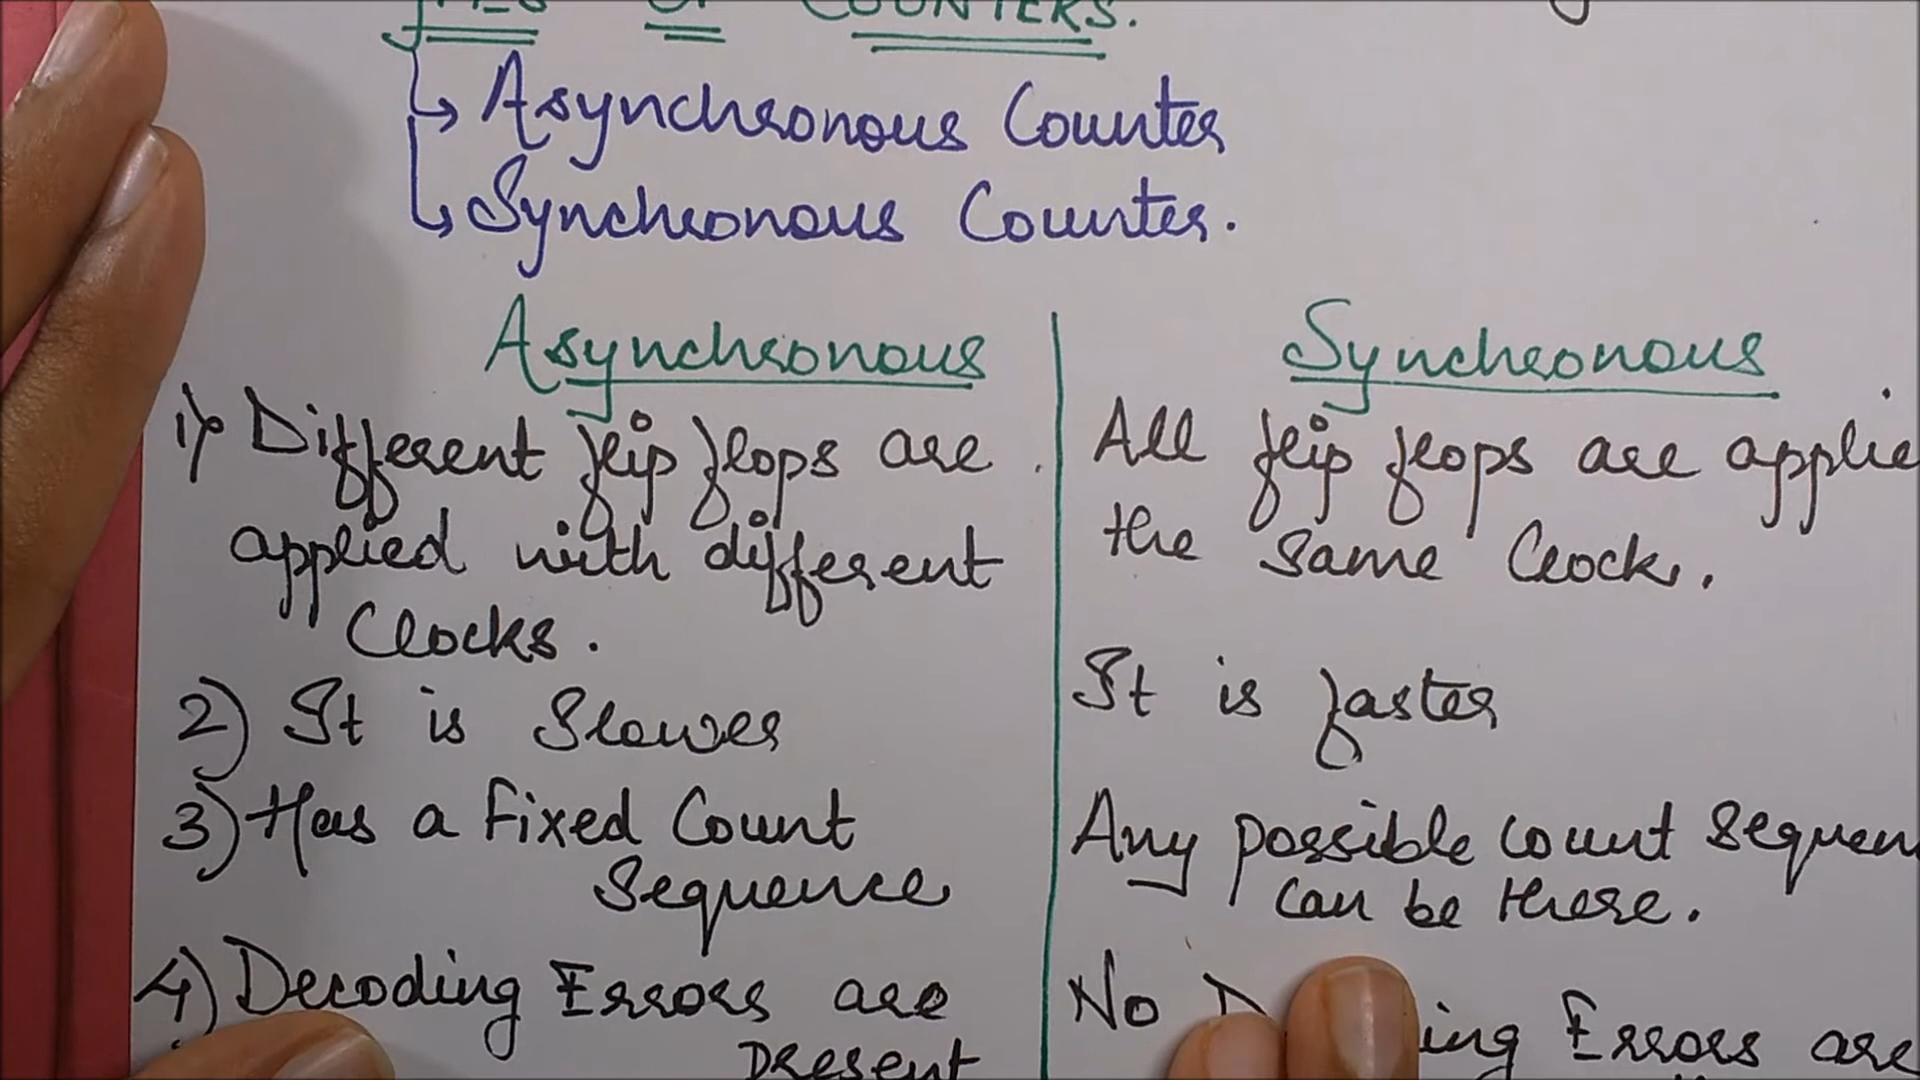 OF COUNTERS.
Asynchronous Counter
Synchronous Counter.
Asynchronous
1) Different flip flops are
applied with different
Clocks.
2) It is Slower
3) Has a Fixed Count
Sequence
4) Decoding Errors are
present
Synchronous
All flip flops are applie
the same Clock.
It is faster
Any possible count sequen
can be there.
No D ing Errors are